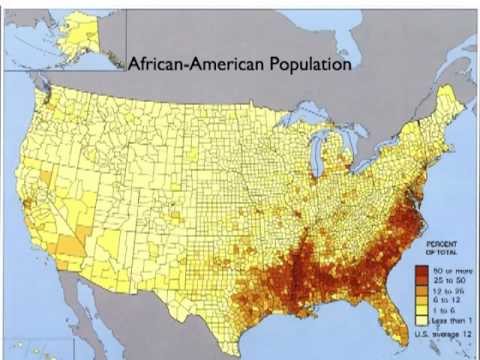 African-American Population
PERCENT
OF TOTAL
50 or more
25 to 50
12 to 25
6 to 12
1 to 6
Less than 1
U.S. average 12